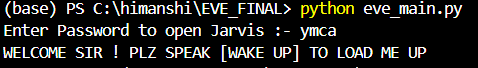 (base) PS C:\himanshi\EVE_FINAL> python eve_main.py
Enter Password to open Jarvis :- ymca
WELCOME SIR ! PLZ SPEAK [WAKE UP] TO LOAD ME UP